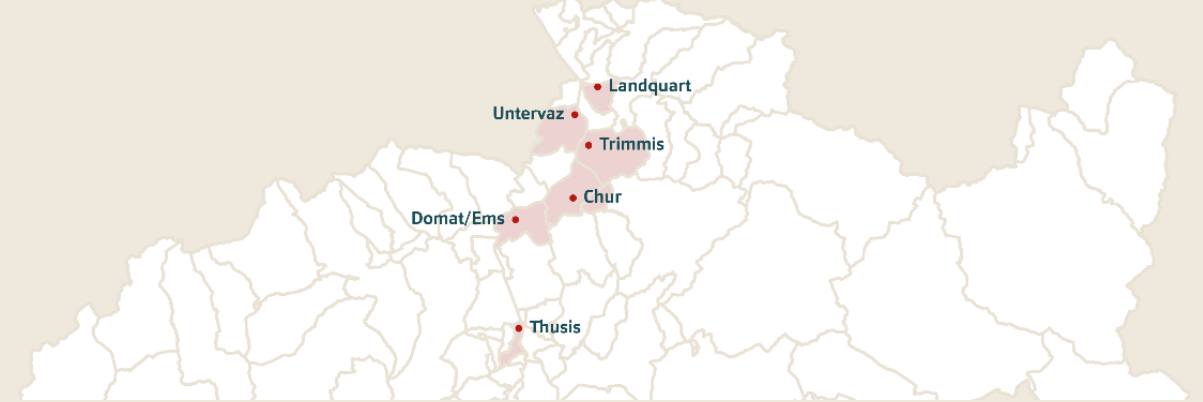 Landquart
Untervaz
Trimmis
Chur
Domat/Ems
Thusis